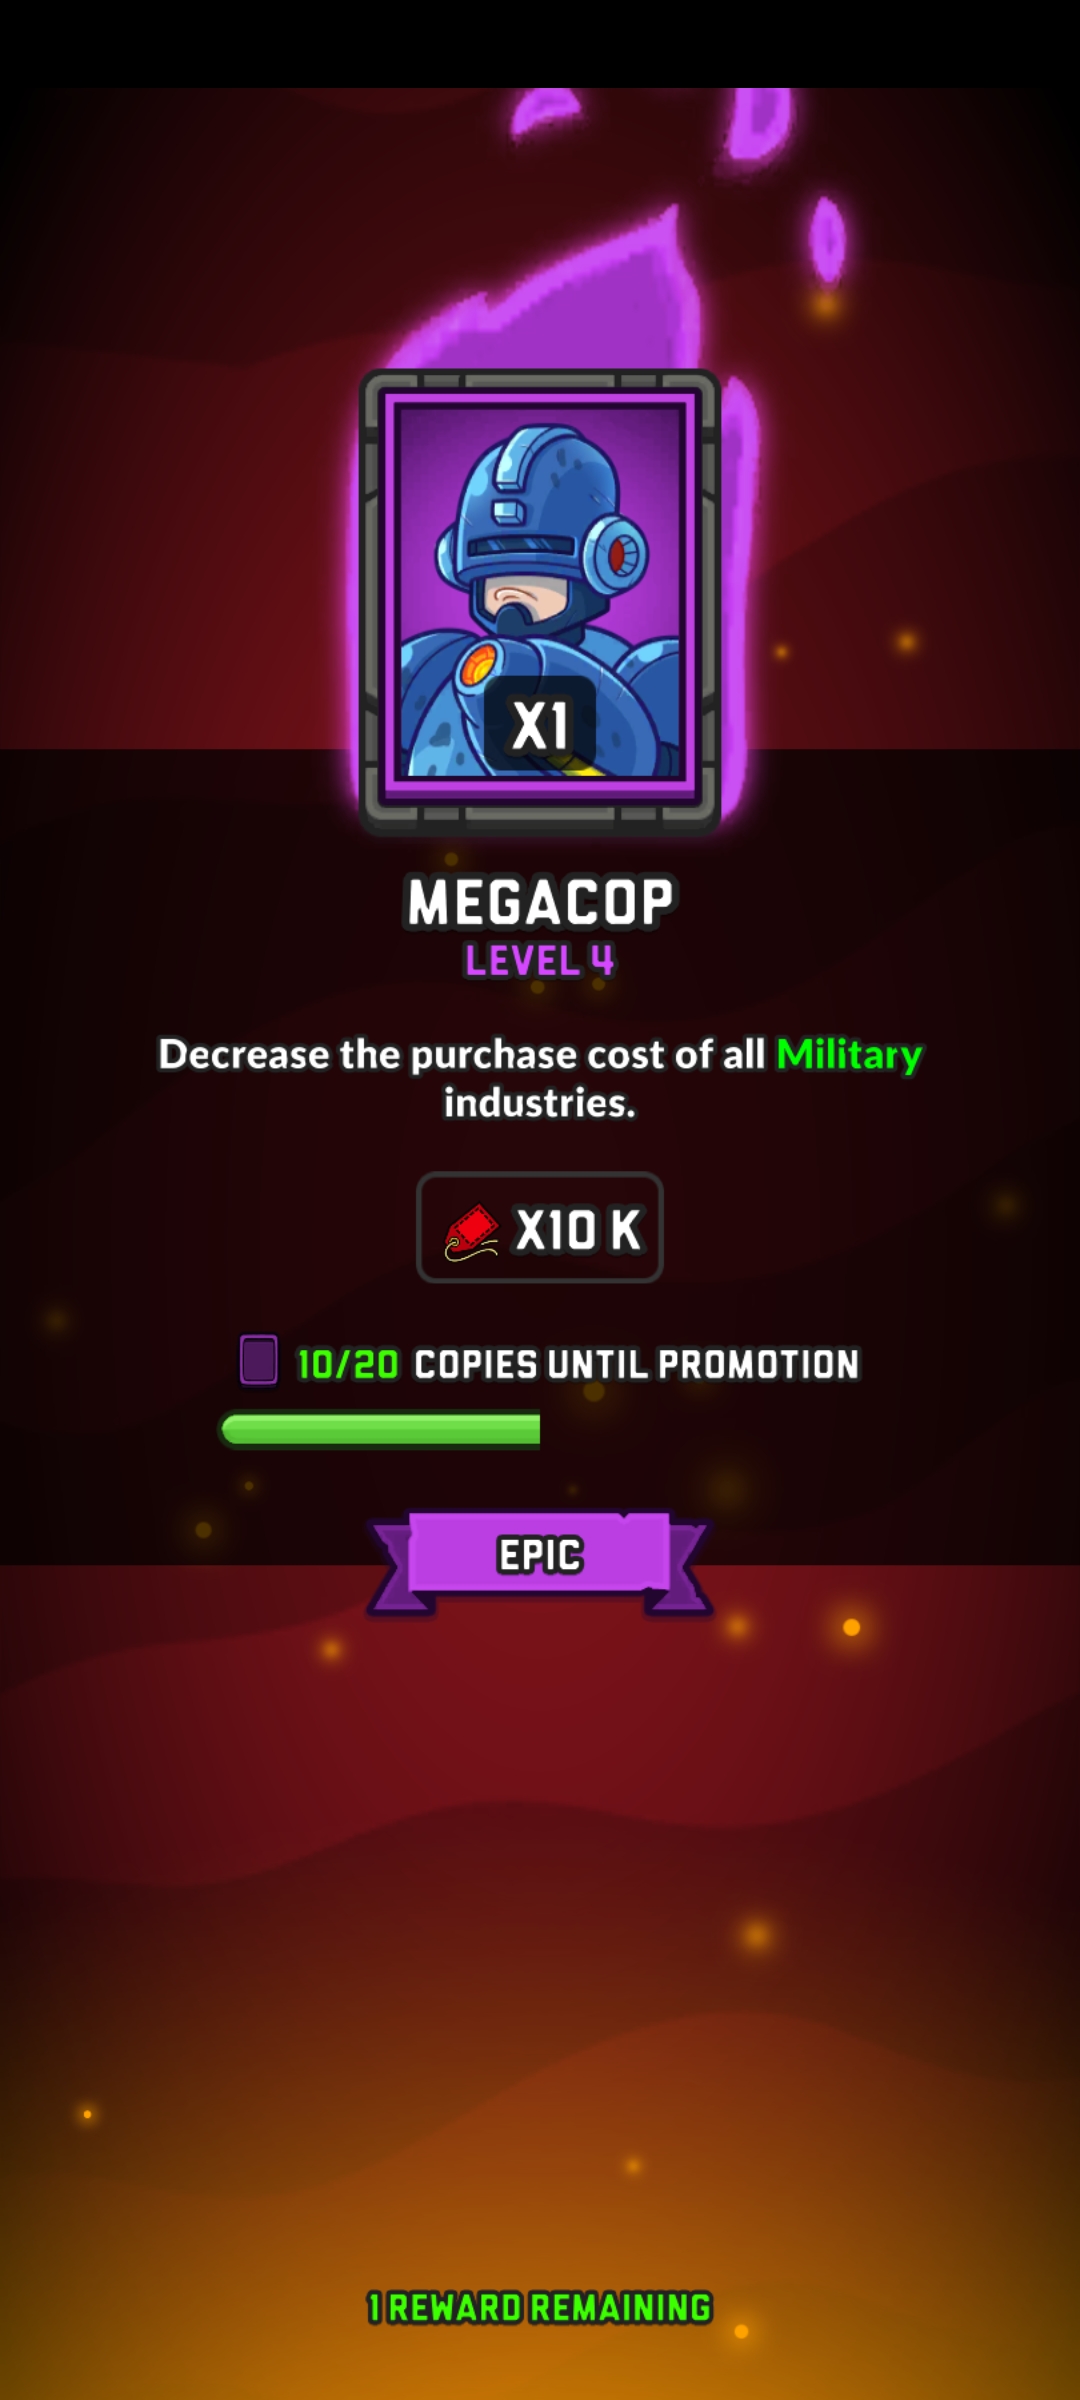 X1
MEGACOP
LEVEL 4
Decrease the purchase cost of all Military
industries.
X10 K
10/20 COPIES UNTIL PROMOTION
EPIC
1 REWARD REMAINING